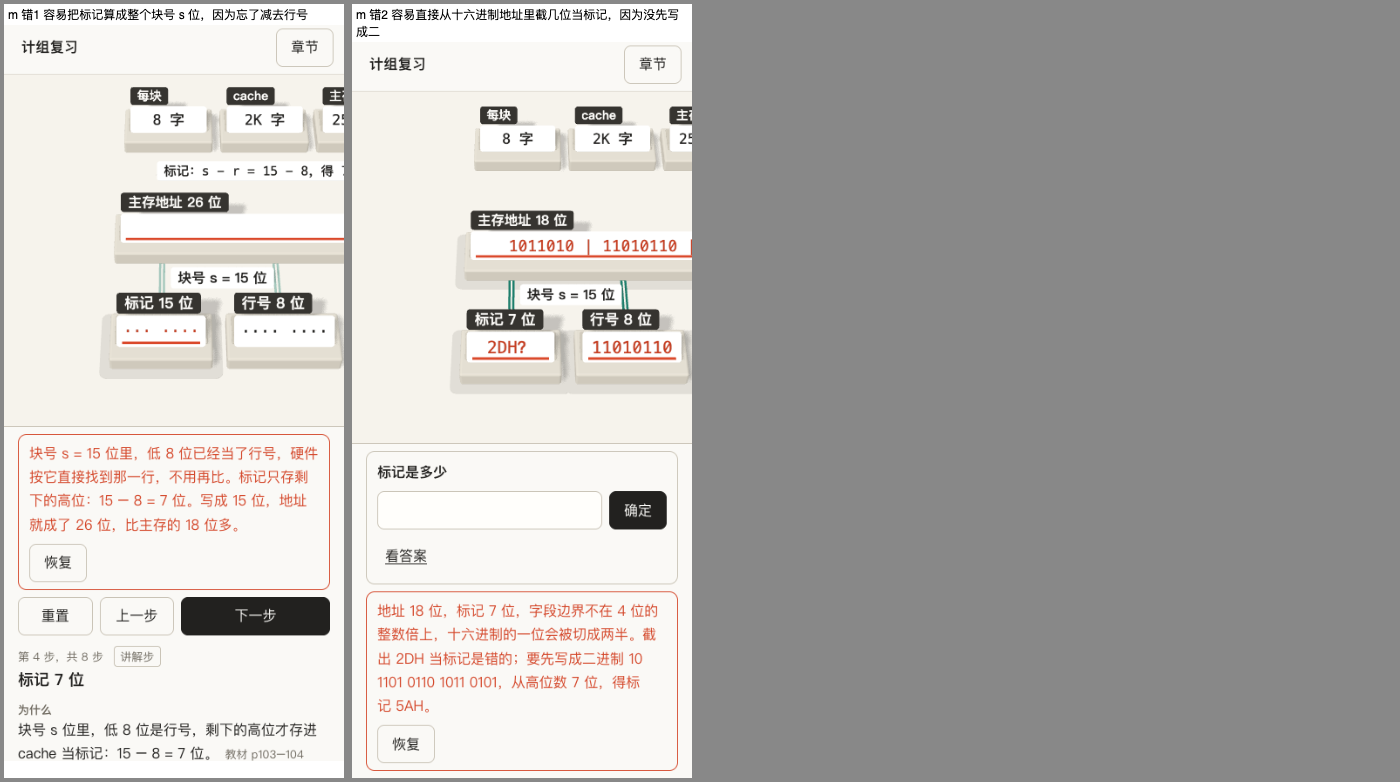 m 错1 容易把标记算成整个块号 s 位，因为忘了减去行号
计组复习
章节
每块
cache
8 字
2K 字
标记：s − r = 15 − 8，得
主存地址 26 位
块号 s = 15 位
标记 15 位
行号 8 位
··· ····
···· ····
块号 s = 15 位里，低 8 位已经当了行号，硬件
按它直接找到那一行，不用再比。标记只存剩
下的高位：15 − 8 = 7 位。写成 15 位，地址
就成了 26 位，比主存的 18 位多。
恢复
重置
上一步
下一步
第 4 步，共 8 步
讲解步
标记 7 位
为什么
块号 s 位里，低 8 位是行号，剩下的高位才存进
cache 当标记：15 − 8 = 7 位。 教材 p103—104
m 错2 容易直接从十六进制地址里截几位当标记，因为没先写
成二
计组复习
章节
每块
cache
8 字
2K 字
主存地址 18 位
1011010 | 11010110 |
块号 s = 15 位
标记 7 位
行号 8 位
2DH?
11010110
标记是多少
确定
看答案
地址 18 位，标记 7 位，字段边界不在 4 位的
整数倍上，十六进制的一位会被切成两半。截
出 2DH 当标记是错的；要先写成二进制 10
1101 0110 1011 0101，从高位数 7 位，得标
记 5AH。
恢复